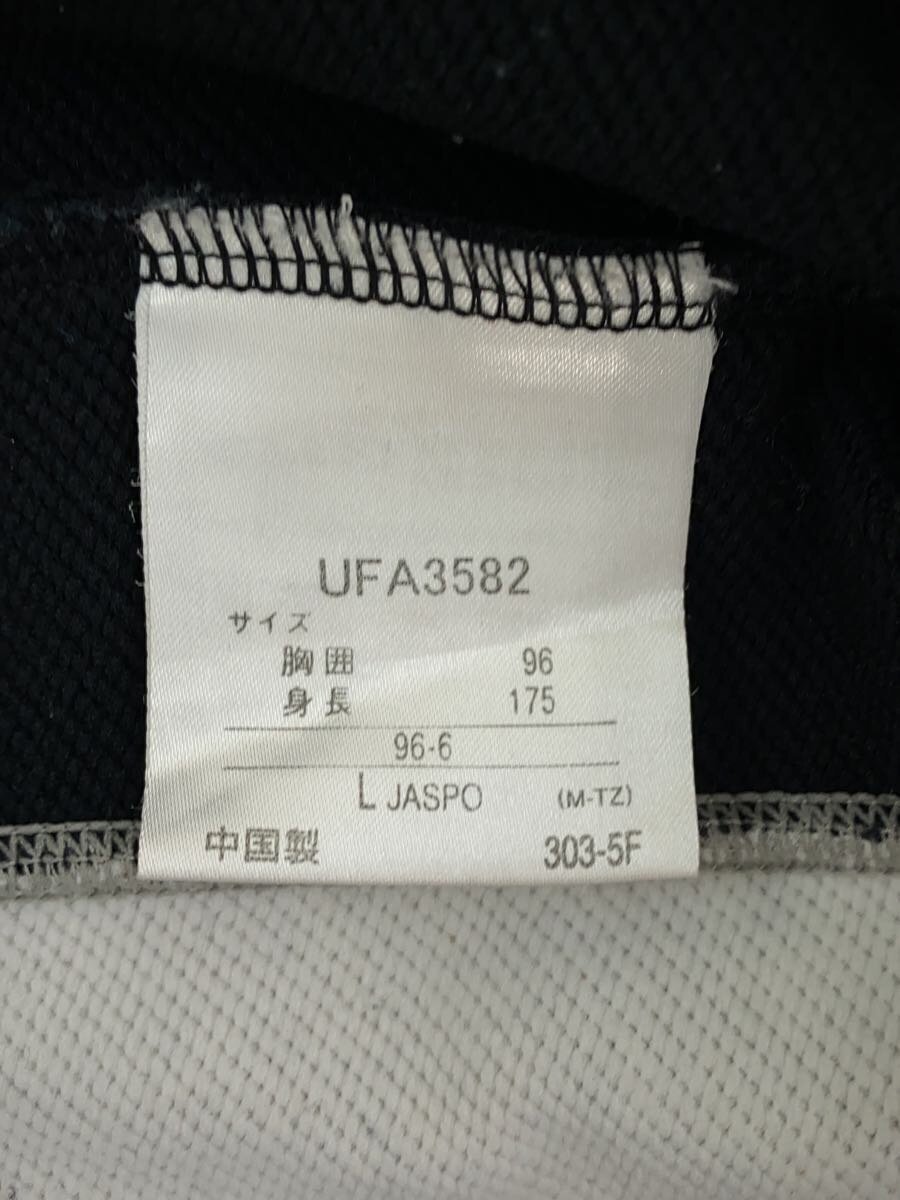 UFA3582
サイズ
胸囲 96
身長 175
96-6
L JASPO (M-TZ)
中国製 303-5F